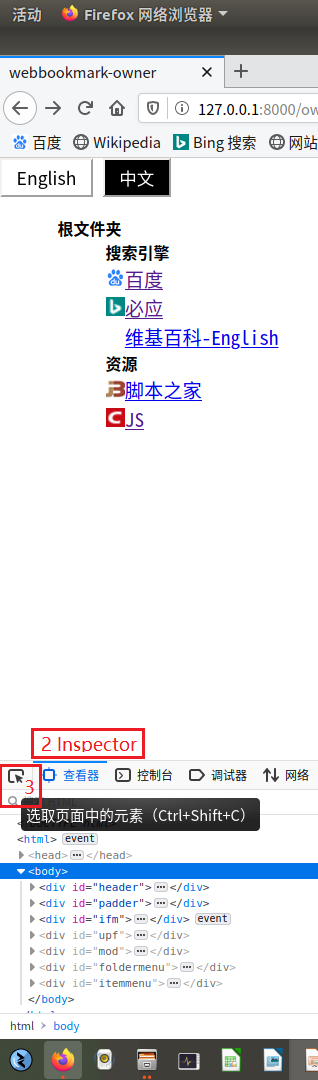 活动 Firefox 网络浏览器
webbookmark-owner
127.0.0.1:8000/ow
百度 Wikipedia Bing 搜索 网站
English 中文
根文件夹
搜索引擎
百度
必应
维基百科-English
资源
脚本之家
JS
2 Inspector
3
查看器 控制台 调试器 网络
选取页面中的元素（Ctrl+Shift+C）
<html> event
<head> ··· </head>
<body>
<div id="header"> ··· </div>
<div id="padder"> ··· </div>
<div id="ifm"> ··· </div> event
<div id="upf"> ··· </div>
<div id="mod"> ··· </div>
<div id="foldermenu"> ··· </div>
<div id="itemmenu"> ··· </div>
</body>
html > body